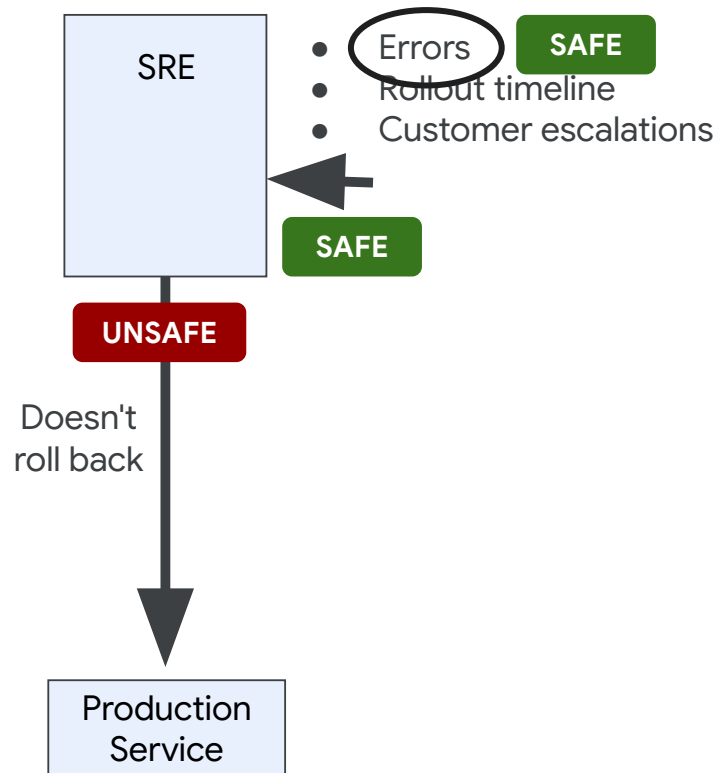 SRE
● Errors
SAFE
● Rollout timeline
● Customer escalations
SAFE
UNSAFE
Doesn't
roll back
Production
Service